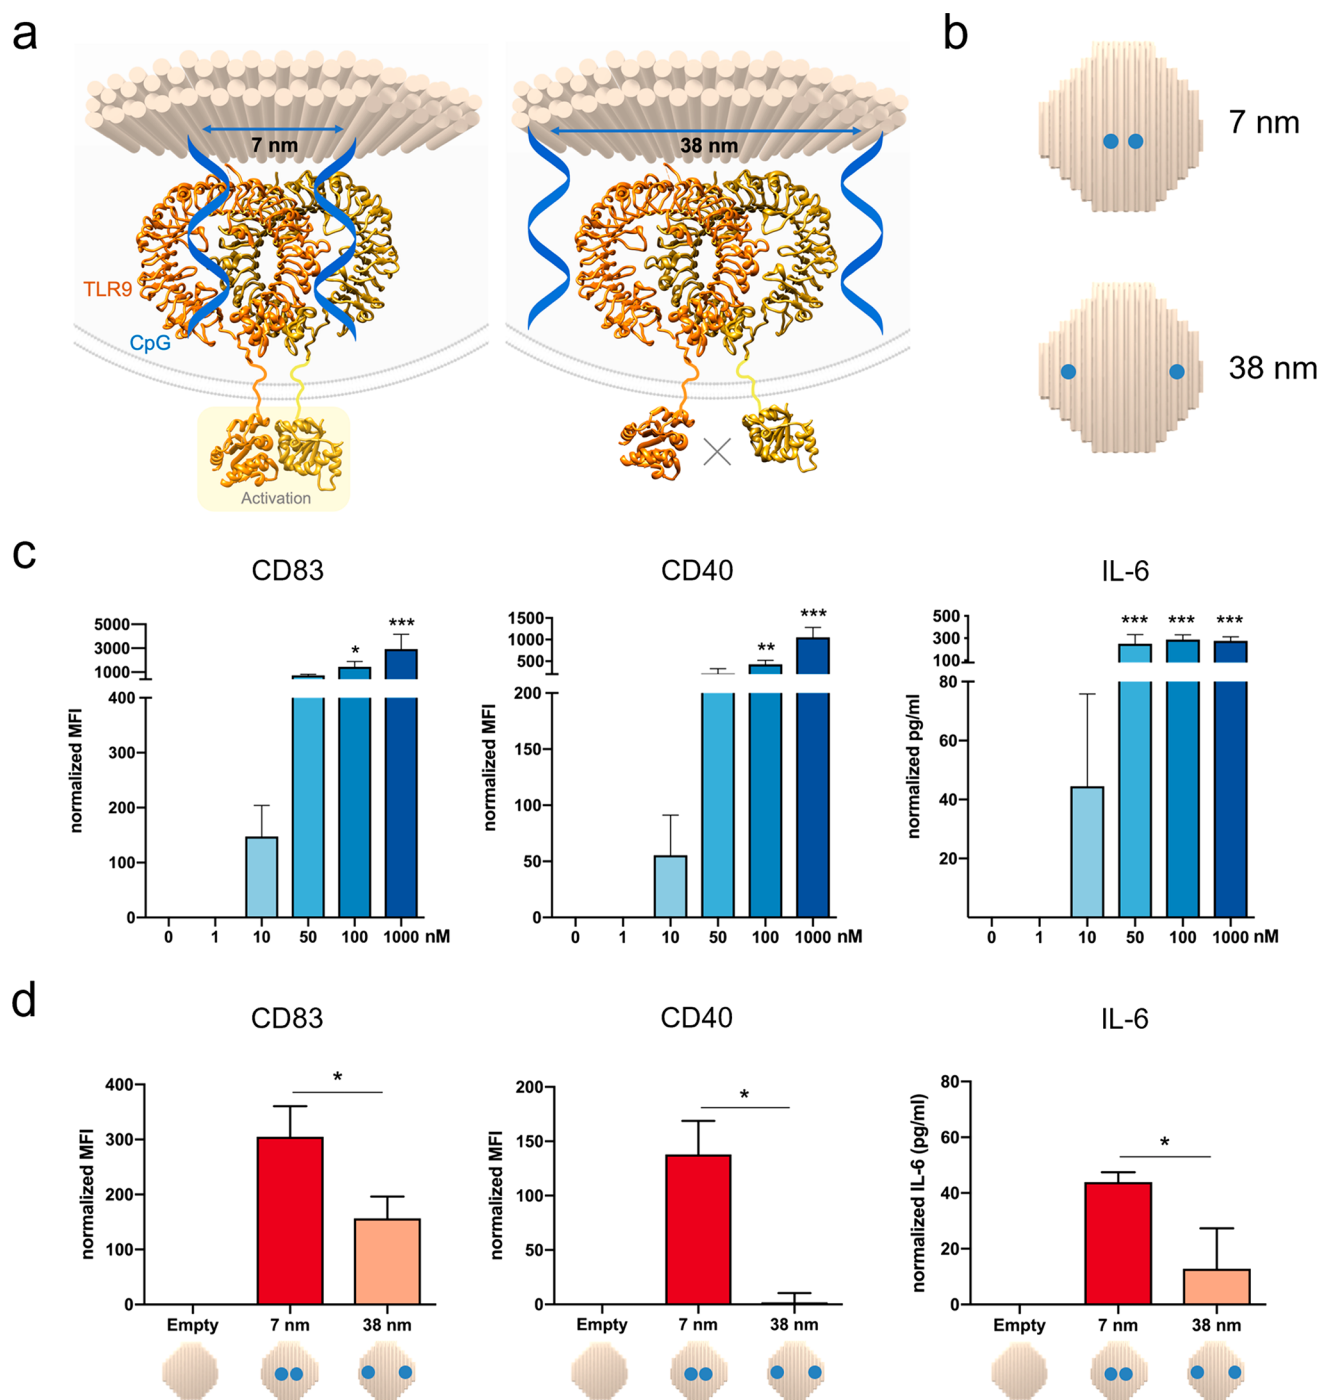 a
b
7 nm
38 nm
TLR9
CpG
Activation
7 nm
38 nm
c
CD83
CD40
IL-6
normalized MFI
5000
3000
1000
400
300
200
100
0
*
***
0 1 10 50 100 1000 nM
normalized MFI
1500
1000
500
200
150
100
50
0
**
***
0 1 10 50 100 1000 nM
normalized pg/ml
500
300
100
80
60
40
20
***
***
***
0 1 10 50 100 1000 nM
d
CD83
CD40
IL-6
normalized MFI
400
300
200
100
0
*
Empty 7 nm 38 nm
normalized MFI
200
150
100
50
0
*
Empty 7 nm 38 nm
normalized IL-6 (pg/ml)
80
60
40
20
0
*
Empty 7 nm 38 nm